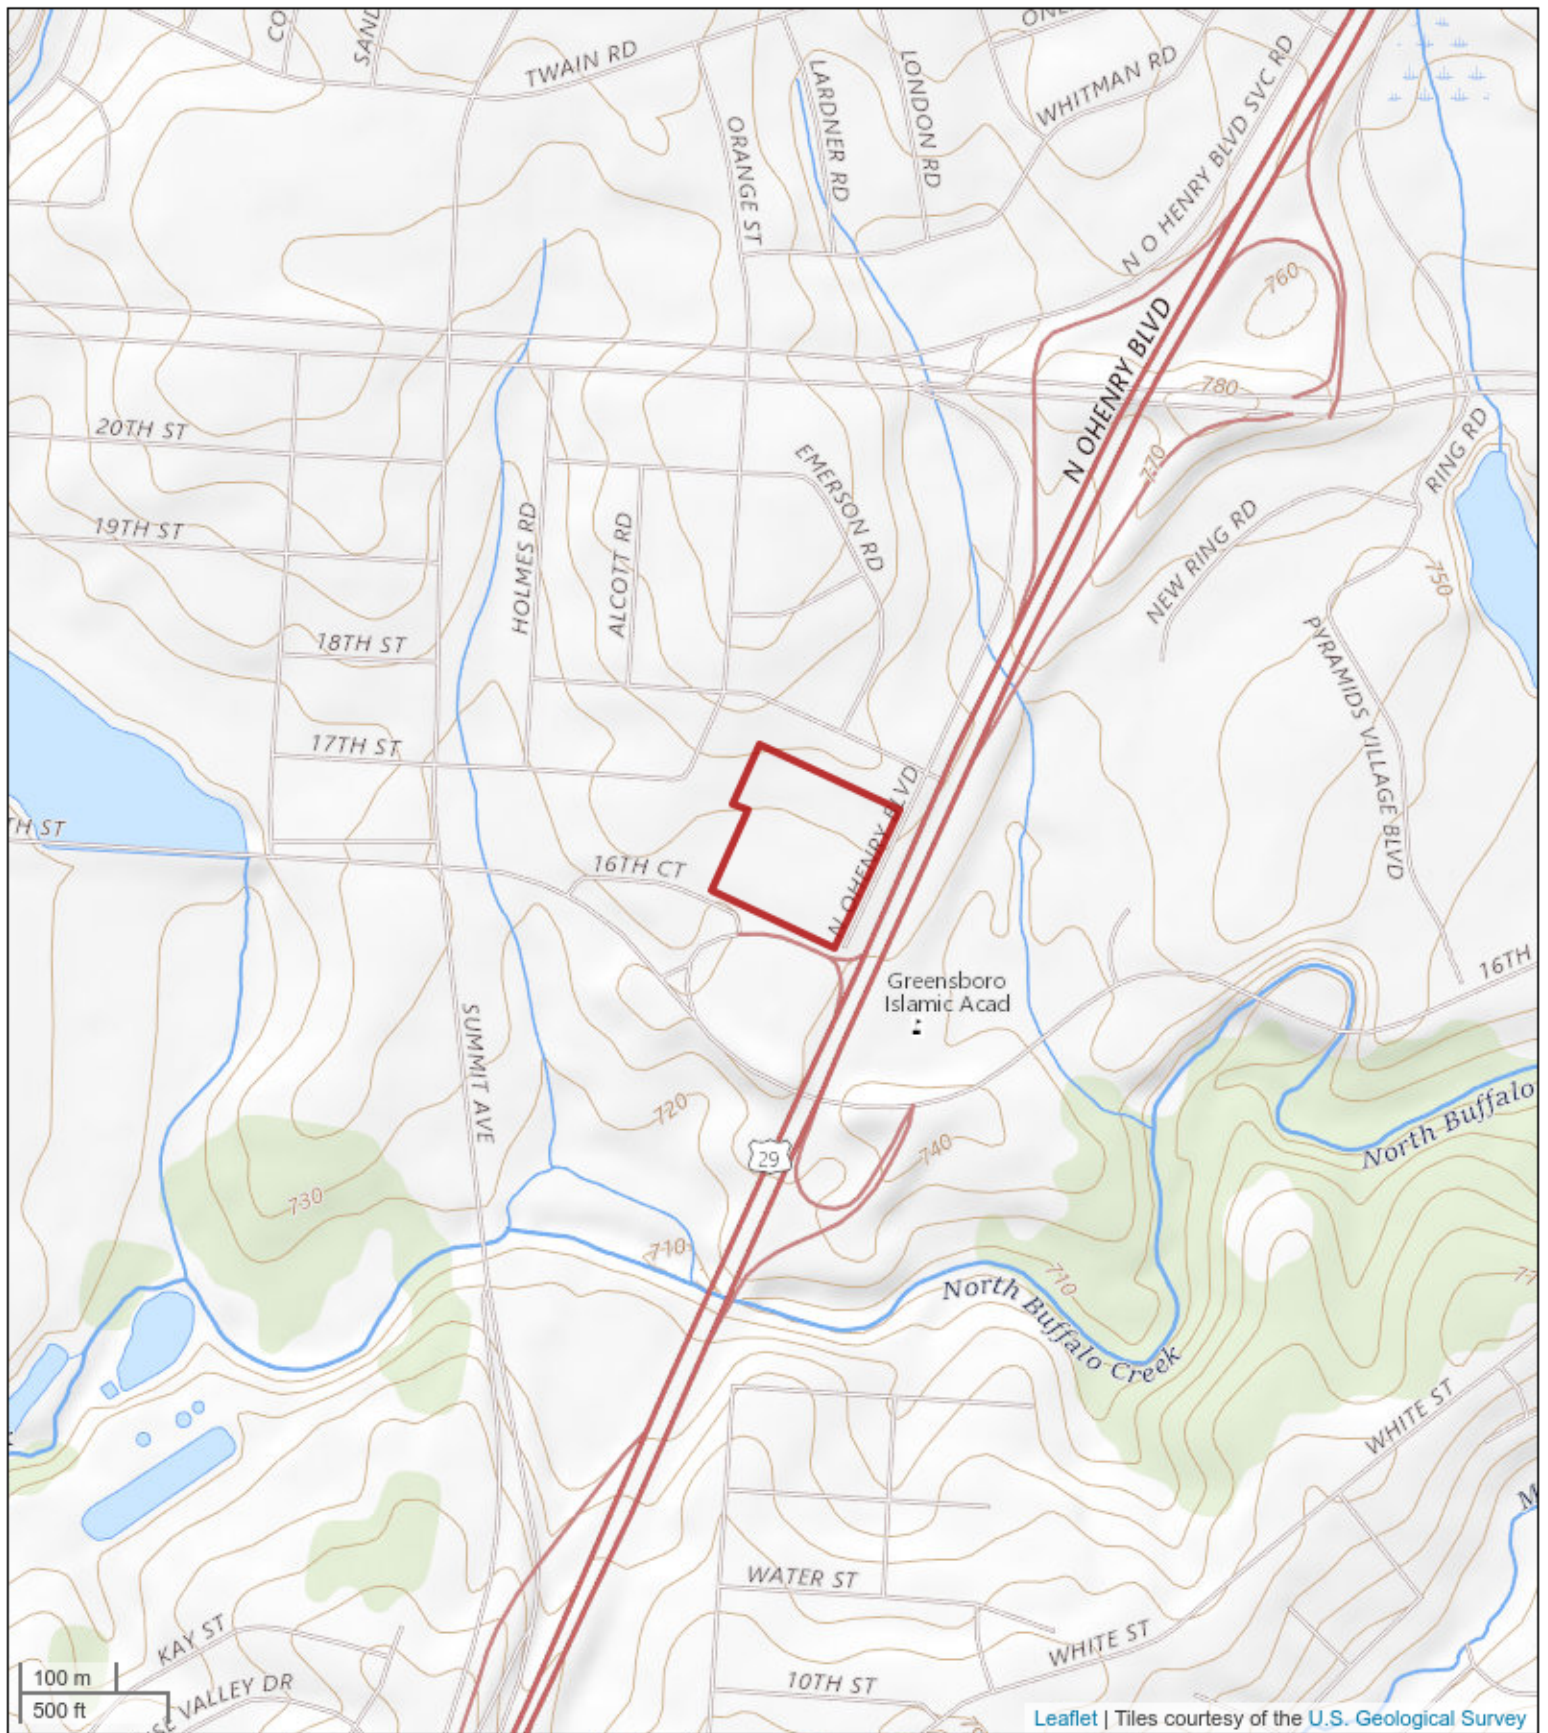 TWAIN RD
ORANGE ST
LARDNER RD
LONDON RD
WHITMAN RD
N O HENRY BLVD SVC RD
760
N OHENRY BLVD
780
770
20TH ST
19TH ST
18TH ST
17TH ST
HOLMES RD
ALCOTT RD
EMERSON RD
RING RD
NEW RING RD
750
PYRAMIDS VILLAGE BLVD
TH ST
16TH CT
N OHENRY BLVD
Greensboro
Islamic Acad
16TH
SUMMIT AVE
720
740
29
730
710
North Buffalo
North Buffalo Creek
710
WHITE ST
WATER ST
WHITE ST
KAY ST
SE VALLEY DR
10TH ST
100 m
500 ft
Leaflet | Tiles courtesy of the U.S. Geological Survey